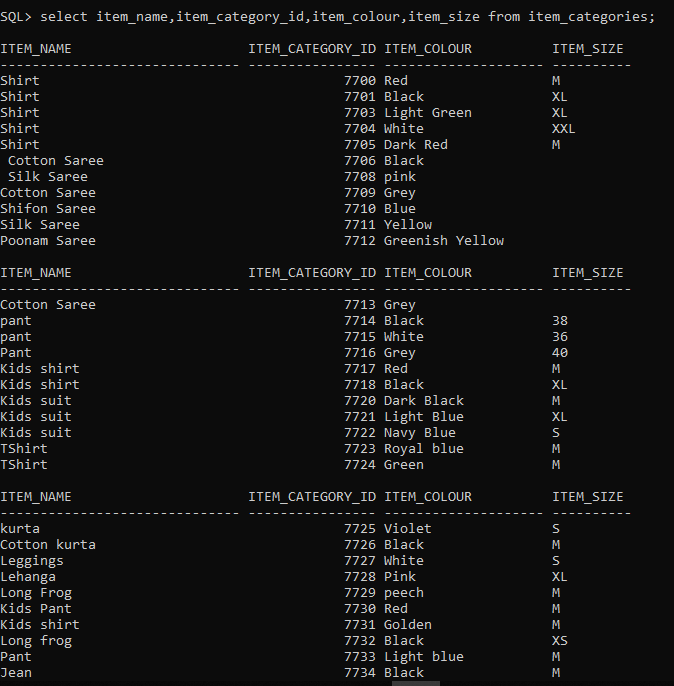 SQL> select item_name,item_category_id,item_colour,item_size from item_categories;
ITEM_NAME                      ITEM_CATEGORY_ID ITEM_COLOUR          ITEM_SIZE
------------------------------ ---------------- -------------------- ----------
Shirt                                      7700 Red                  M
Shirt                                      7701 Black                XL
Shirt                                      7703 Light Green          XL
Shirt                                      7704 White                XXL
Shirt                                      7705 Dark Red             M
 Cotton Saree                              7706 Black
 Silk Saree                                7708 pink
Cotton Saree                               7709 Grey
Shifon Saree                               7710 Blue
Silk Saree                                 7711 Yellow
Poonam Saree                               7712 Greenish Yellow
ITEM_NAME                      ITEM_CATEGORY_ID ITEM_COLOUR          ITEM_SIZE
------------------------------ ---------------- -------------------- ----------
Cotton Saree                               7713 Grey
pant                                       7714 Black                38
pant                                       7715 White                36
Pant                                       7716 Grey                 40
Kids shirt                                 7717 Red                  M
Kids shirt                                 7718 Black                XL
Kids suit                                  7720 Dark Black           M
Kids suit                                  7721 Light Blue           XL
Kids suit                                  7722 Navy Blue            S
TShirt                                     7723 Royal blue           M
TShirt                                     7724 Green                M
ITEM_NAME                      ITEM_CATEGORY_ID ITEM_COLOUR          ITEM_SIZE
------------------------------ ---------------- -------------------- ----------
kurta                                      7725 Violet               S
Cotton kurta                               7726 Black                M
Leggings                                   7727 White                S
Lehanga                                    7728 Pink                 XL
Long Frog                                  7729 peech                M
Kids Pant                                  7730 Red                  M
Kids shirt                                 7731 Golden               M
Long frog                                  7732 Black                XS
Pant                                       7733 Light blue           M
Jean                                       7734 Black                M